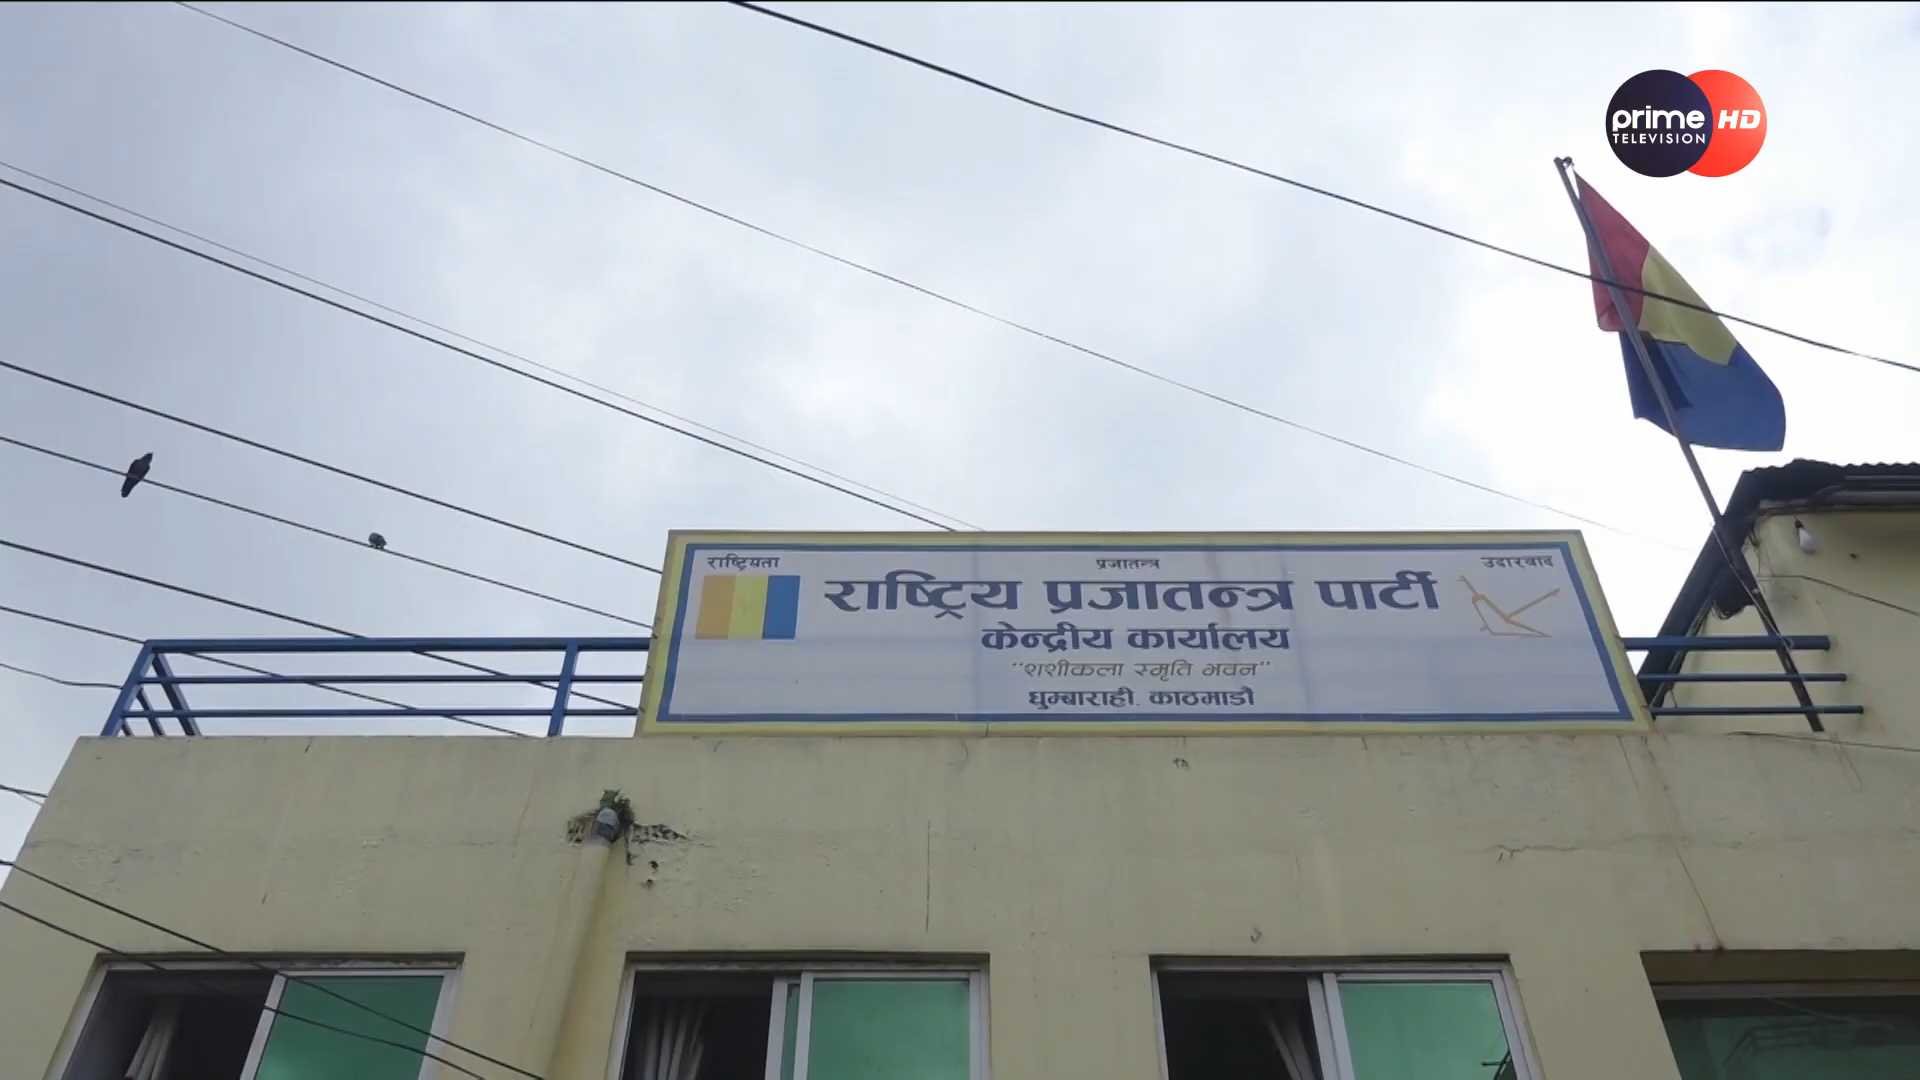 prime HD
TELEVISION
राष्ट्रियता प्रजातन्त्र उदारवाद
राष्ट्रिय प्रजातन्त्र पार्टी
केन्द्रीय कार्यालय
"शशीकला स्मृति भवन"
धुम्बाराही, काठमाडौं